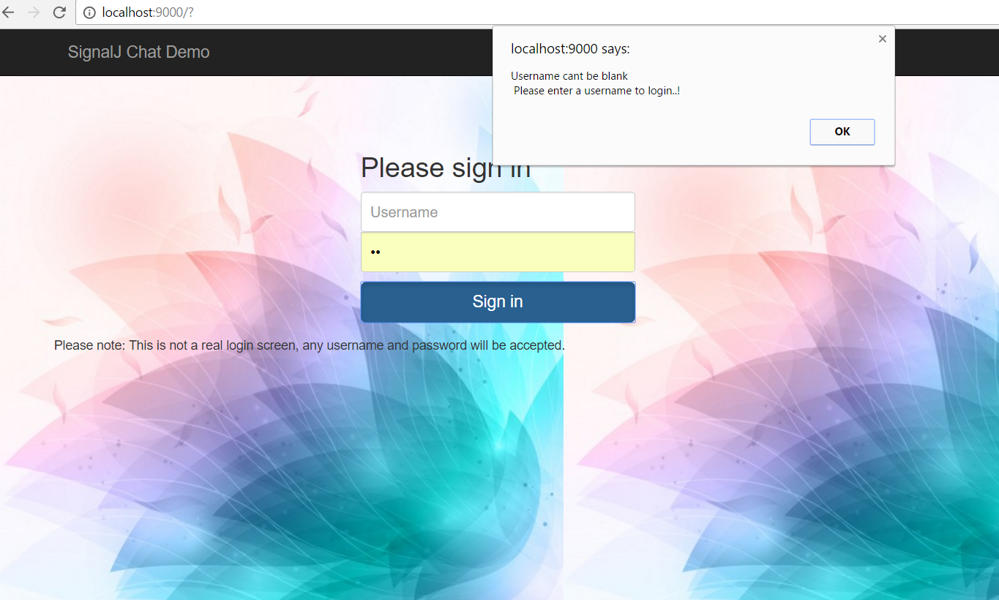 localhost:9000/?
SignalJ Chat Demo
localhost:9000 says:
Username cant be blank
Please enter a username to login..!
OK
Please sign in
Username
••
Sign in
Please note: This is not a real login screen, any username and password will be accepted.